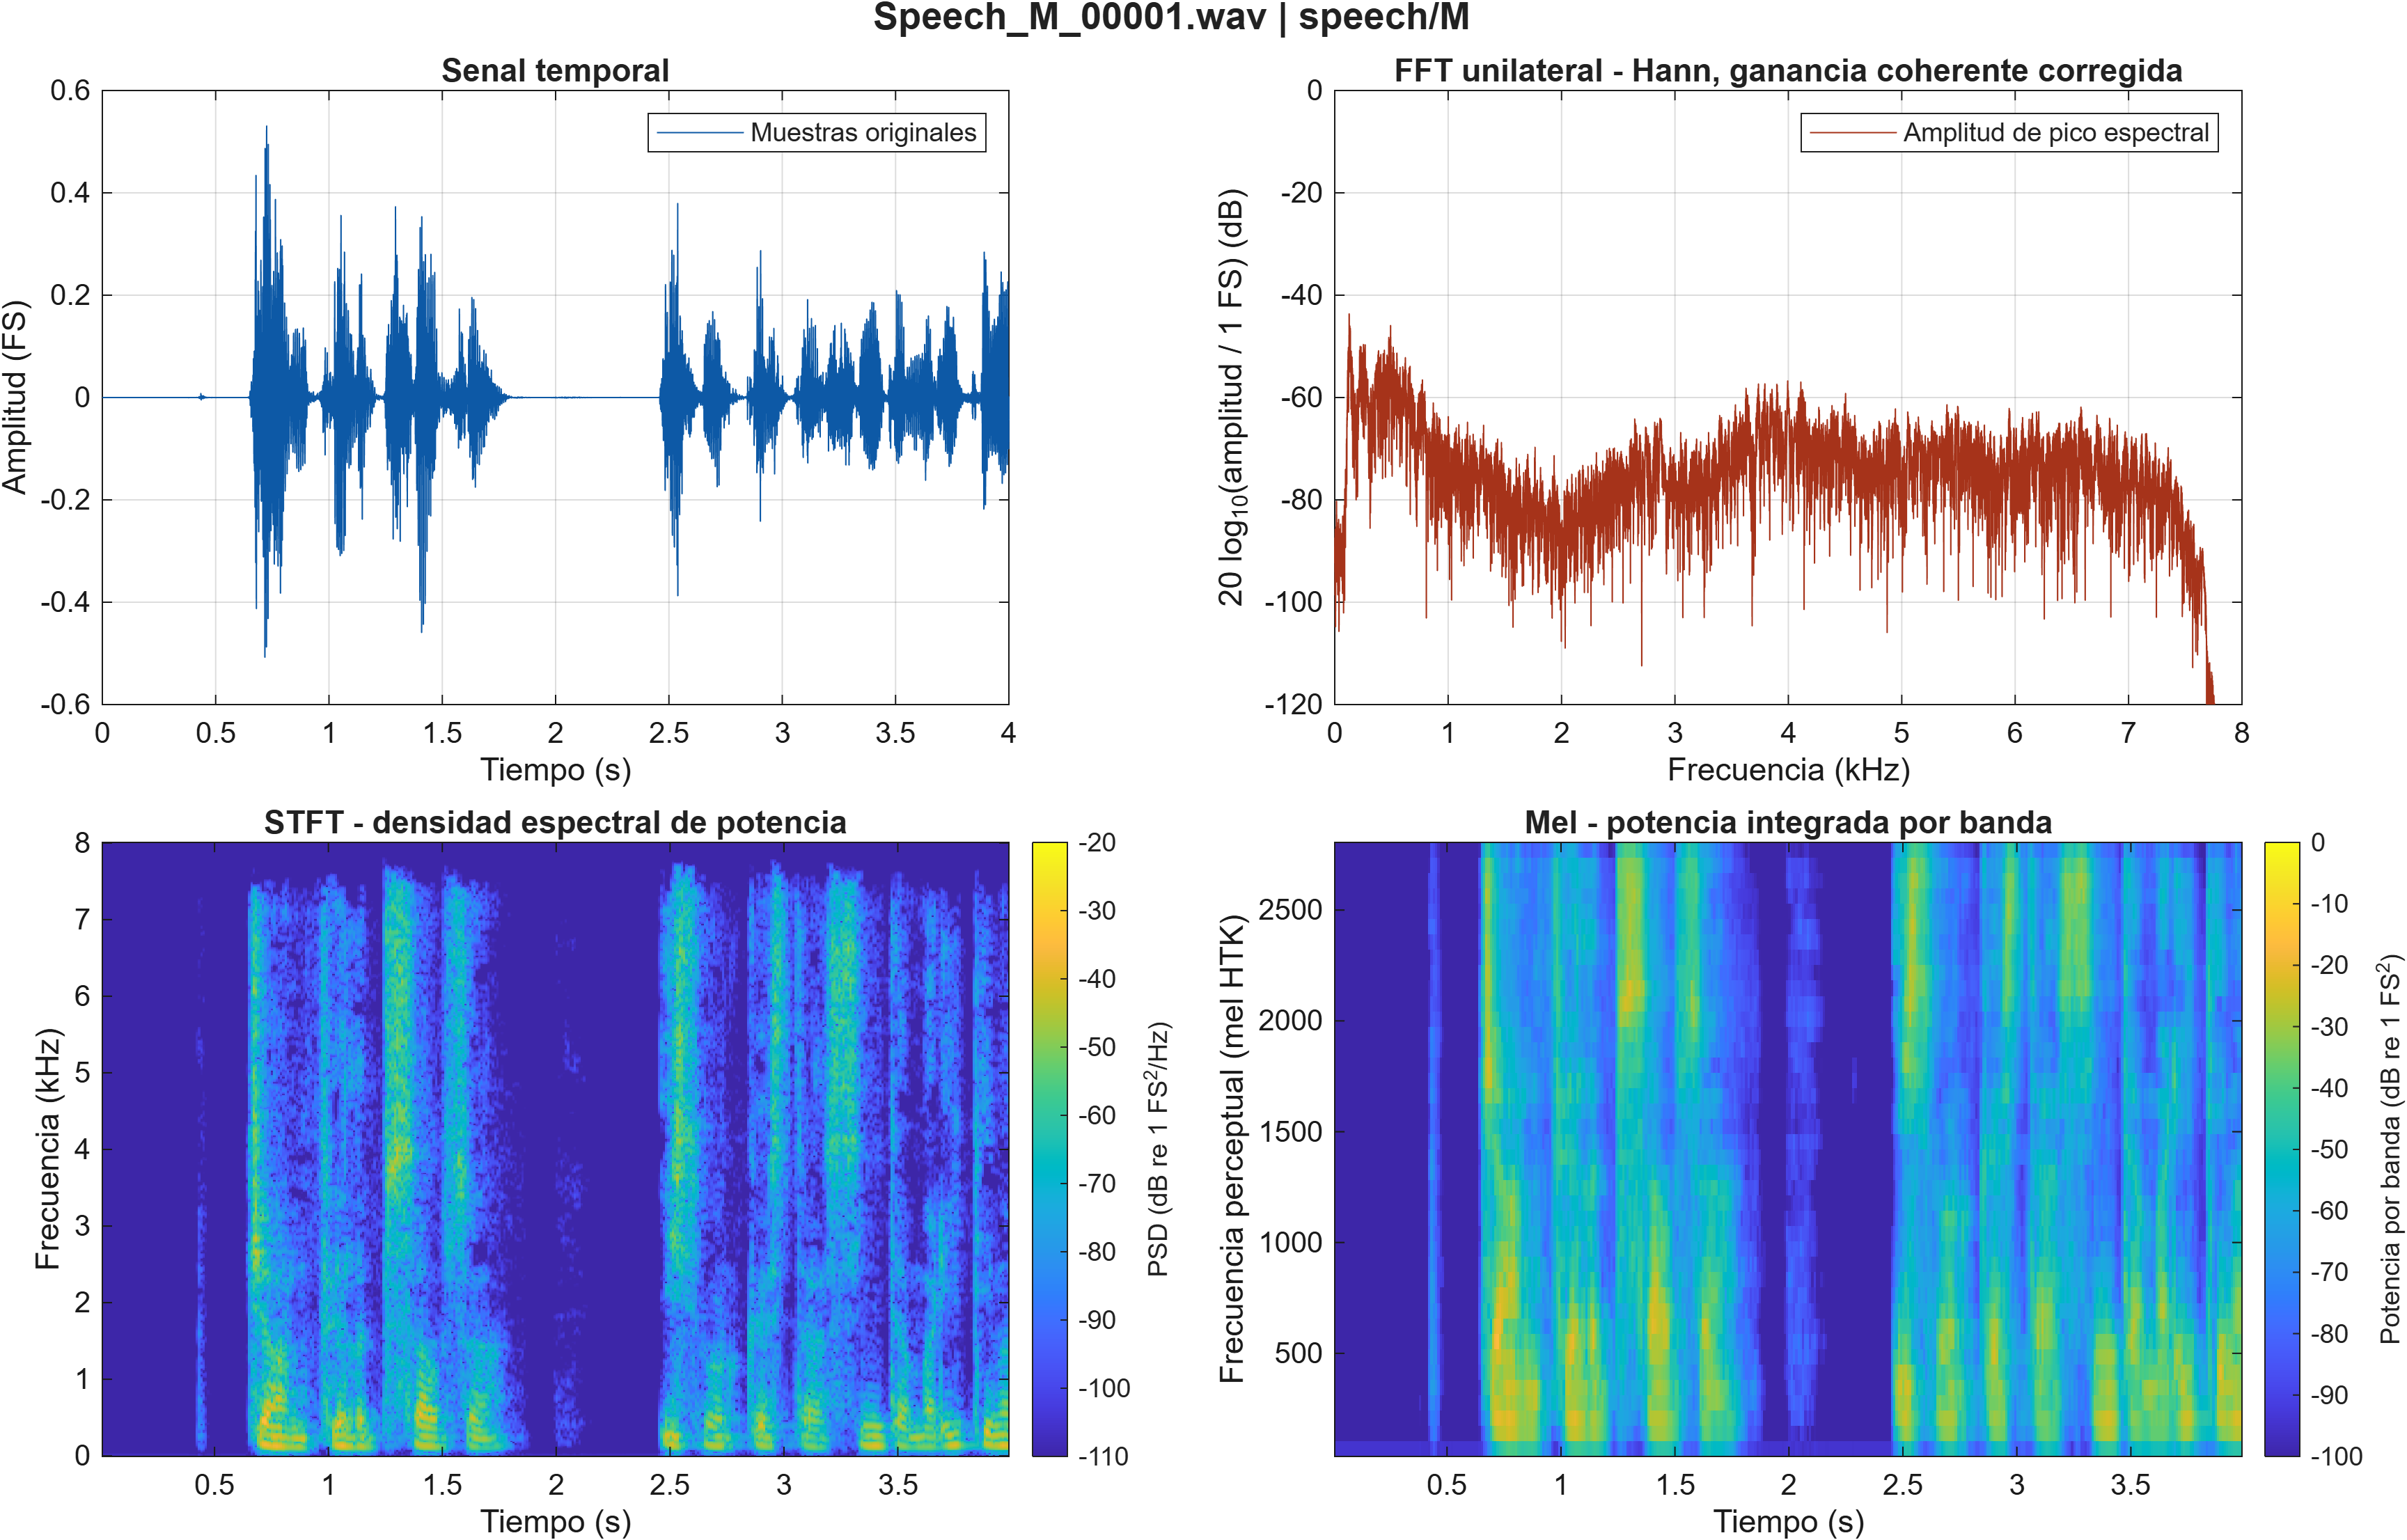 Speech_M_00001.wav | speech/M
Senal temporal
Muestras originales
Amplitud (FS)
0.6
0.4
0.2
0
-0.2
-0.4
-0.6
0 0.5 1 1.5 2 2.5 3 3.5 4
Tiempo (s)
FFT unilateral - Hann, ganancia coherente corregida
Amplitud de pico espectral
20 log10(amplitud / 1 FS) (dB)
0
-20
-40
-60
-80
-100
-120
0 1 2 3 4 5 6 7 8
Frecuencia (kHz)
STFT - densidad espectral de potencia
Frecuencia (kHz)
8
7
6
5
4
3
2
1
0
0.5 1 1.5 2 2.5 3 3.5
Tiempo (s)
-20
-30
-40
-50
-60
-70
-80
-90
-100
-110
PSD (dB re 1 FS²/Hz)
Mel - potencia integrada por banda
Frecuencia perceptual (mel HTK)
2500
2000
1500
1000
500
0.5 1 1.5 2 2.5 3 3.5
Tiempo (s)
0
-10
-20
-30
-40
-50
-60
-70
-80
-90
-100
Potencia por banda (dB re 1 FS²)